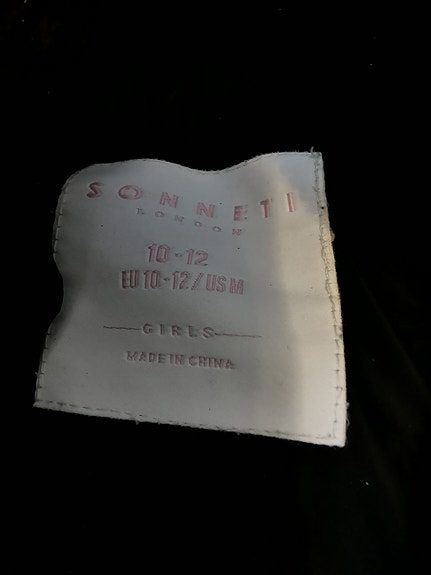 SONNETI
LONDON
10-12
EU 10-12/US M
GIRLS
MADE IN CHINA